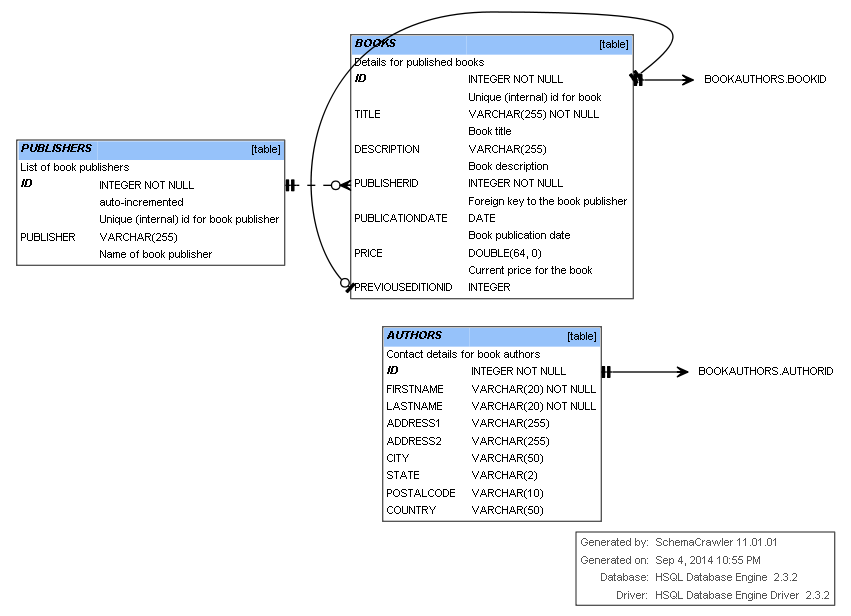 BOOKS [table]
Details for published books
ID INTEGER NOT NULL
Unique (internal) id for book
TITLE VARCHAR(255) NOT NULL
Book title
DESCRIPTION VARCHAR(255)
Book description
PUBLISHERID INTEGER NOT NULL
Foreign key to the book publisher
PUBLICATIONDATE DATE
Book publication date
PRICE DOUBLE(64, 0)
Current price for the book
PREVIOUSEDITIONID INTEGER
BOOKAUTHORS.BOOKID
PUBLISHERS [table]
List of book publishers
ID INTEGER NOT NULL
auto-incremented
Unique (internal) id for book publisher
PUBLISHER VARCHAR(255)
Name of book publisher
AUTHORS [table]
Contact details for book authors
ID INTEGER NOT NULL
FIRSTNAME VARCHAR(20) NOT NULL
LASTNAME VARCHAR(20) NOT NULL
ADDRESS1 VARCHAR(255)
ADDRESS2 VARCHAR(255)
CITY VARCHAR(50)
STATE VARCHAR(2)
POSTALCODE VARCHAR(10)
COUNTRY VARCHAR(50)
BOOKAUTHORS.AUTHORID
Generated by: SchemaCrawler 11.01.01
Generated on: Sep 4, 2014 10:55 PM
Database: HSQL Database Engine 2.3.2
Driver: HSQL Database Engine Driver 2.3.2